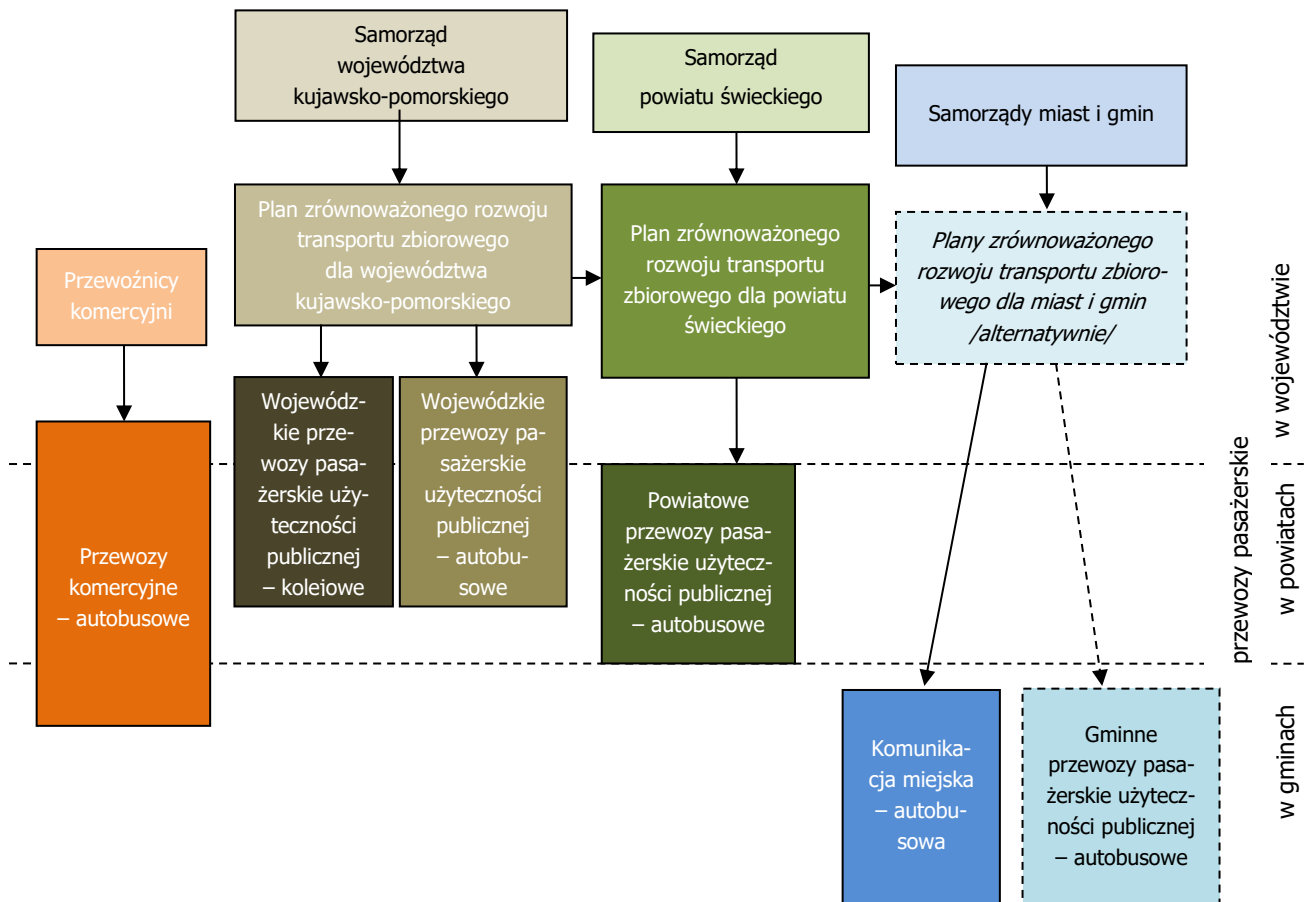 Samorząd
województwa
kujawsko-pomorskiego
Samorząd
powiatu świeckiego
Samorządy miast i gmin
Plan zrównoważonego rozwoju
transportu zbiorowego
dla województwa
kujawsko-pomorskiego
Plan zrównoważonego
rozwoju transportu
zbiorowego dla powiatu
świeckiego
Plany zrównoważonego
rozwoju transportu zbioro-
wego dla miast i gmin
/alternatywnie/
Przewoźnicy
komercyjni
Wojewódz-
kie prze-
wozy pasa-
żerskie uży-
teczności
publicznej
– kolejowe
Wojewódzkie
przewozy pa-
sażerskie
użyteczności
publicznej
– autobu-
sowe
Przewozy
komercyjne
– autobusowe
Powiatowe
przewozy pasa-
żerskie użytecz-
ności publicznej
– autobusowe
Komunika-
cja miejska
– autobu-
sowa
Gminne
przewozy pasa-
żerskie użytecz-
ności publicznej
– autobusowe
przewozy pasażerskie
w województwie
w powiatach
w gminach